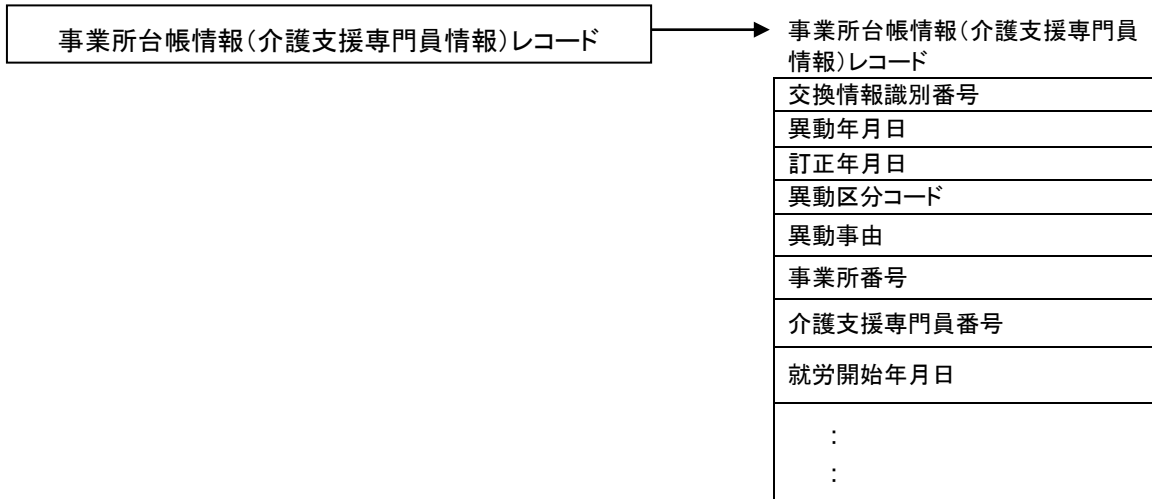 事業所台帳情報(介護支援専門員情報)レコード
事業所台帳情報(介護支援専門員
情報)レコード
交換情報識別番号
異動年月日
訂正年月日
異動区分コード
異動事由
事業所番号
介護支援専門員番号
就労開始年月日
:
: